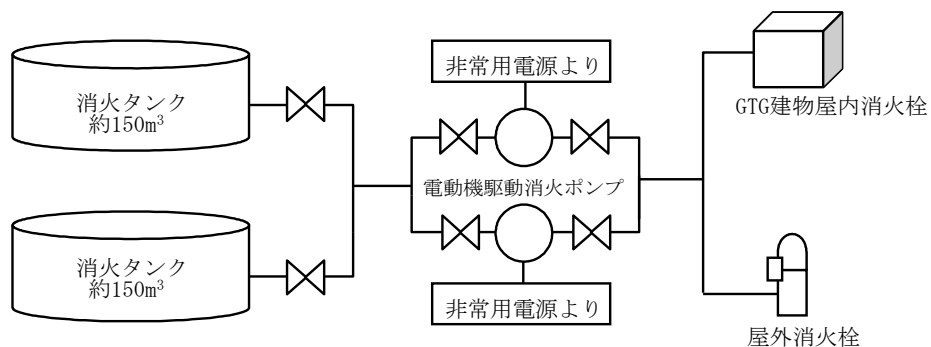 非常用電源より
消火タンク
約150m³
GTG建物屋内消火栓
電動機駆動消火ポンプ
消火タンク
約150m³
非常用電源より
屋外消火栓